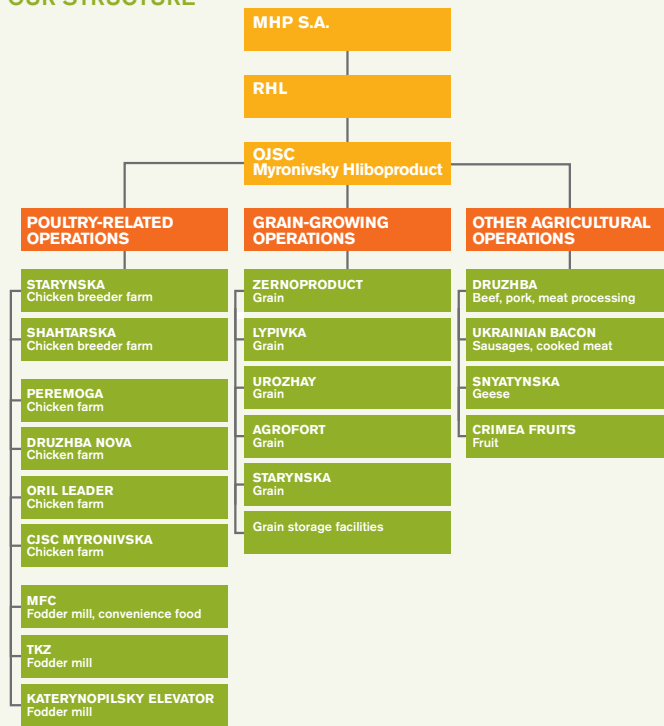 OUR STRUCTURE
MHP S.A.
RHL
OJSC
Myronivsky Hliboproduct
POULTRY-RELATED
OPERATIONS
STARYNSKA
Chicken breeder farm
SHAHTARSKA
Chicken breeder farm
PEREMOGA
Chicken farm
DRUZHBA NOVA
Chicken farm
ORIL LEADER
Chicken farm
CJSC MYRONIVSKA
Chicken farm
MFC
Fodder mill, convenience food
TKZ
Fodder mill
KATERYNOPILSKY ELEVATOR
Fodder mill
GRAIN-GROWING
OPERATIONS
ZERNOPRODUCT
Grain
LYPIVKA
Grain
UROZHAY
Grain
AGROFORT
Grain
STARYNSKA
Grain
Grain storage facilities
OTHER AGRICULTURAL
OPERATIONS
DRUZHBA
Beef, pork, meat processing
UKRAINIAN BACON
Sausages, cooked meat
SNYATYNSKA
Geese
CRIMEA FRUITS
Fruit